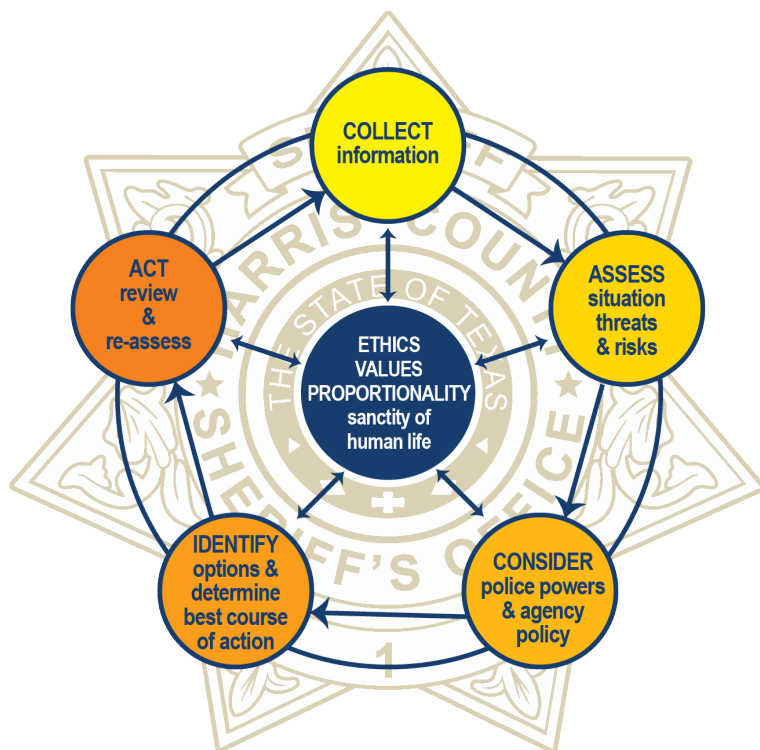 COLLECT
information
ASSESS
situation
threats
& risks
CONSIDER
police powers
& agency
policy
IDENTIFY
options &
determine
best course
of action
ACT
review
&
re-assess
ETHICS
VALUES
PROPORTIONALITY
sanctity of
human life
HARRIS COUNTY
SHERIFF'S OFFICE
THE STATE OF TEXAS
1